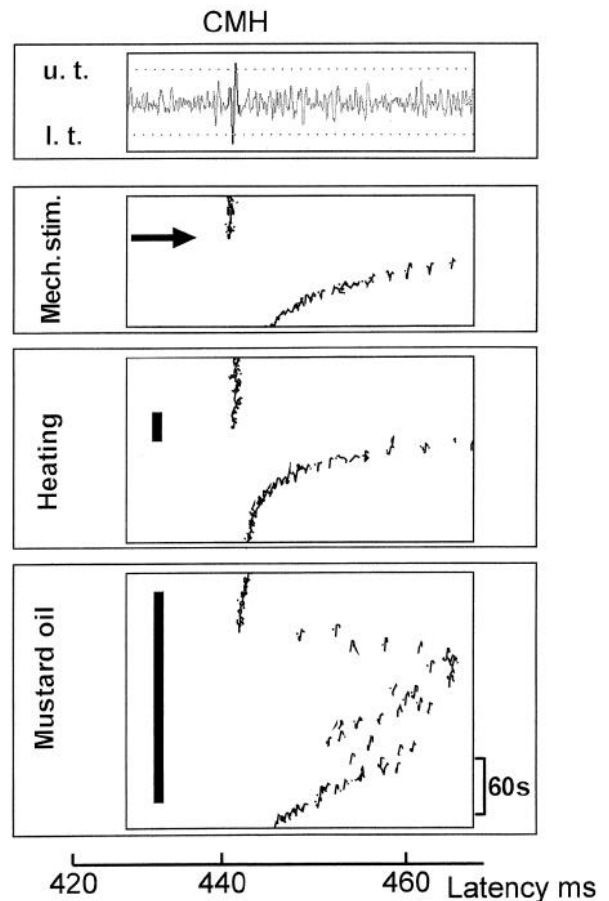 CMH
u. t.
l. t.
Mech. stim.
Heating
Mustard oil
60s
420 440 460 Latency ms